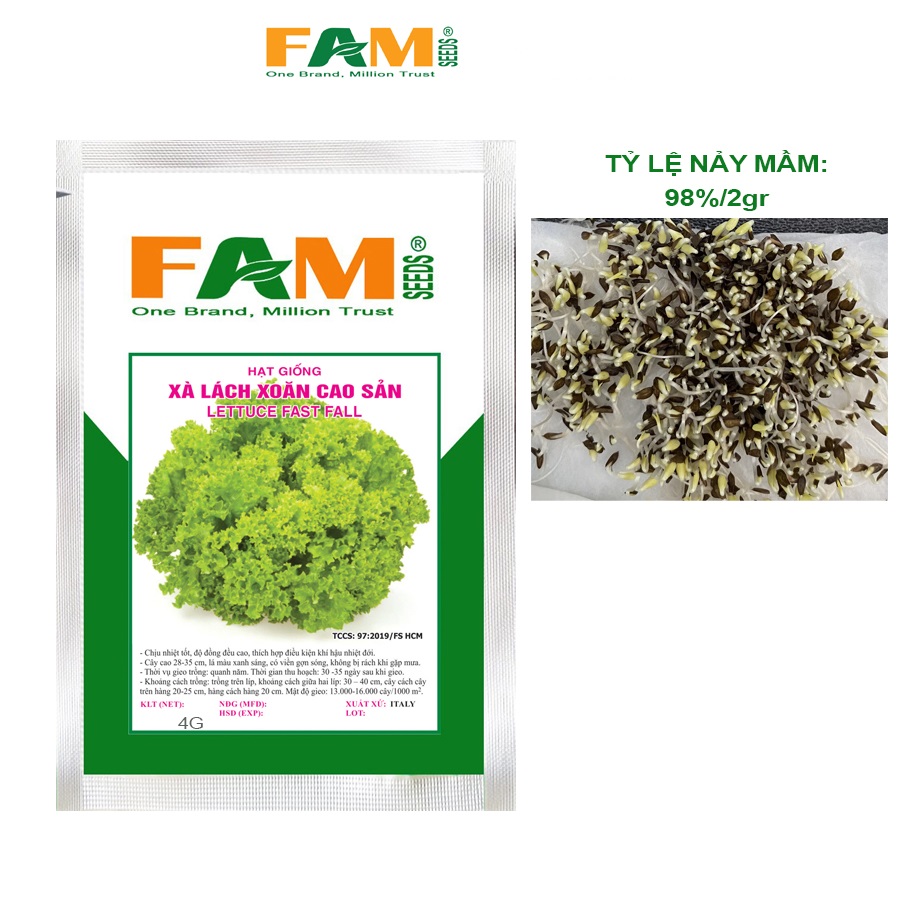 FAM SEEDS®
One Brand, Million Trust
TỶ LỆ NẢY MẦM:
98%/2gr
FAM SEEDS®
One Brand, Million Trust
HẠT GIỐNG
XÀ LÁCH XOĂN CAO SẢN
LETTUCE FAST FALL
TCCS: 97:2019/FS HCM
- Chịu nhiệt tốt, độ đồng đều cao, thích hợp điều kiện khí hậu nhiệt đới.
- Cây cao 28-35 cm, lá màu xanh sáng, có viền gợn sóng, không bị rách khi gặp mưa.
- Thời vụ gieo trồng: quanh năm. Thời gian thu hoạch: 30 -35 ngày sau khi gieo.
- Khoảng cách trồng: trồng trên líp, khoảng cách giữa hai líp: 30 – 40 cm, cây cách cây
trên hàng 20-25 cm, hàng cách hàng 20 cm. Mật độ gieo: 13.000-16.000 cây/1000 m².
KLT (NET): NDG (MFD): XUẤT XỨ: ITALY
HSD (EXP): LOT:
4G